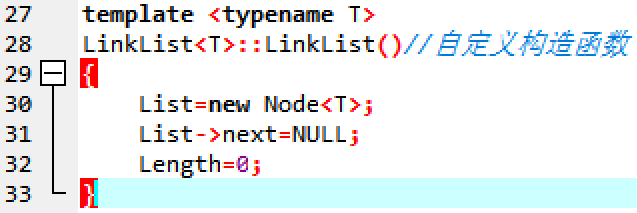 27 template <typename T>
28 LinkList<T>::LinkList()//自定义构造函数
29 {
30 List=new Node<T>;
31 List->next=NULL;
32 Length=0;
33 }